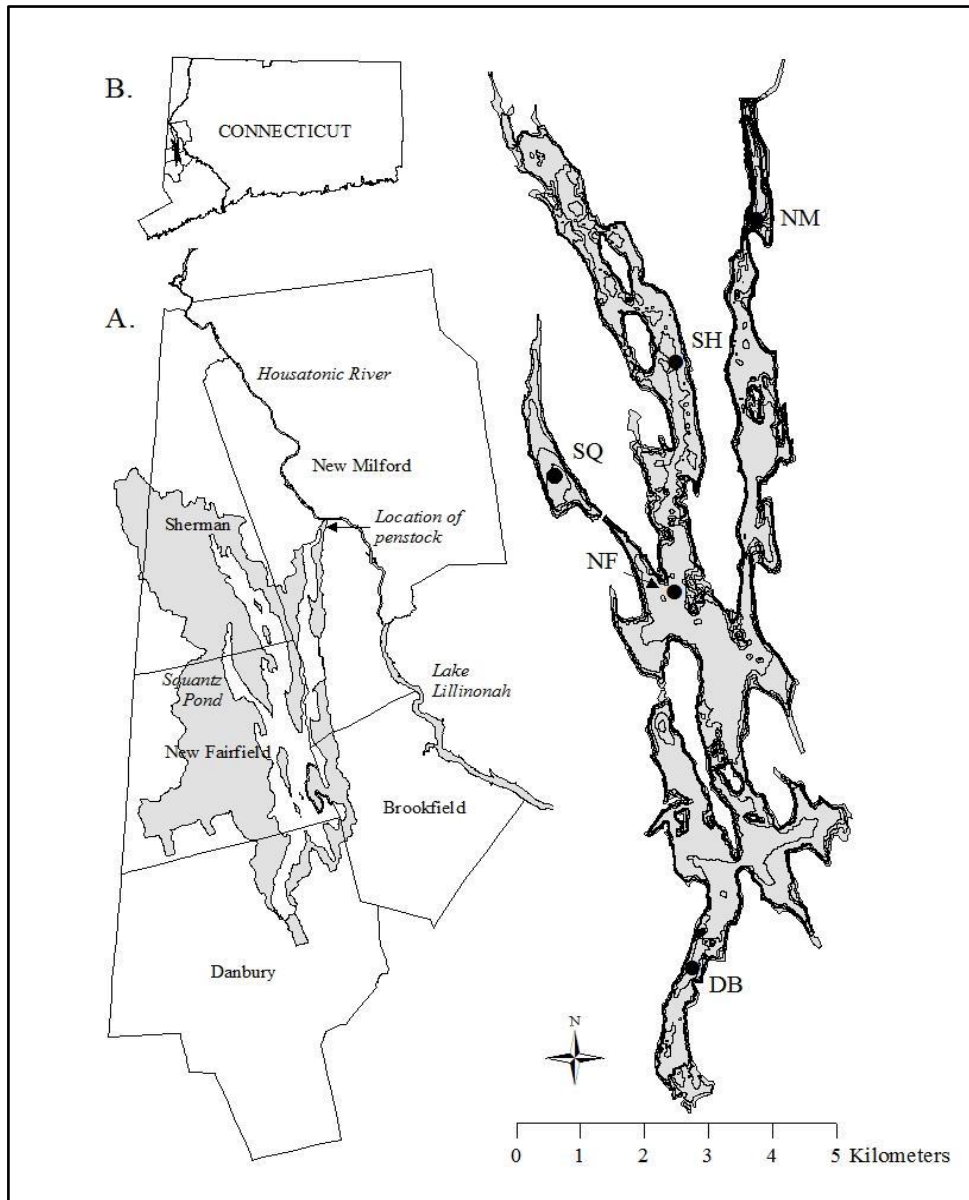 B.
CONNECTICUT
A.
Housatonic River
New Milford
Sherman
Location of
penstock
Squantz
Pond
Lake
Lillinonah
New Fairfield
Brookfield
Danbury
NM
SH
SQ
NF
DB
N
0 1 2 3 4 5 Kilometers